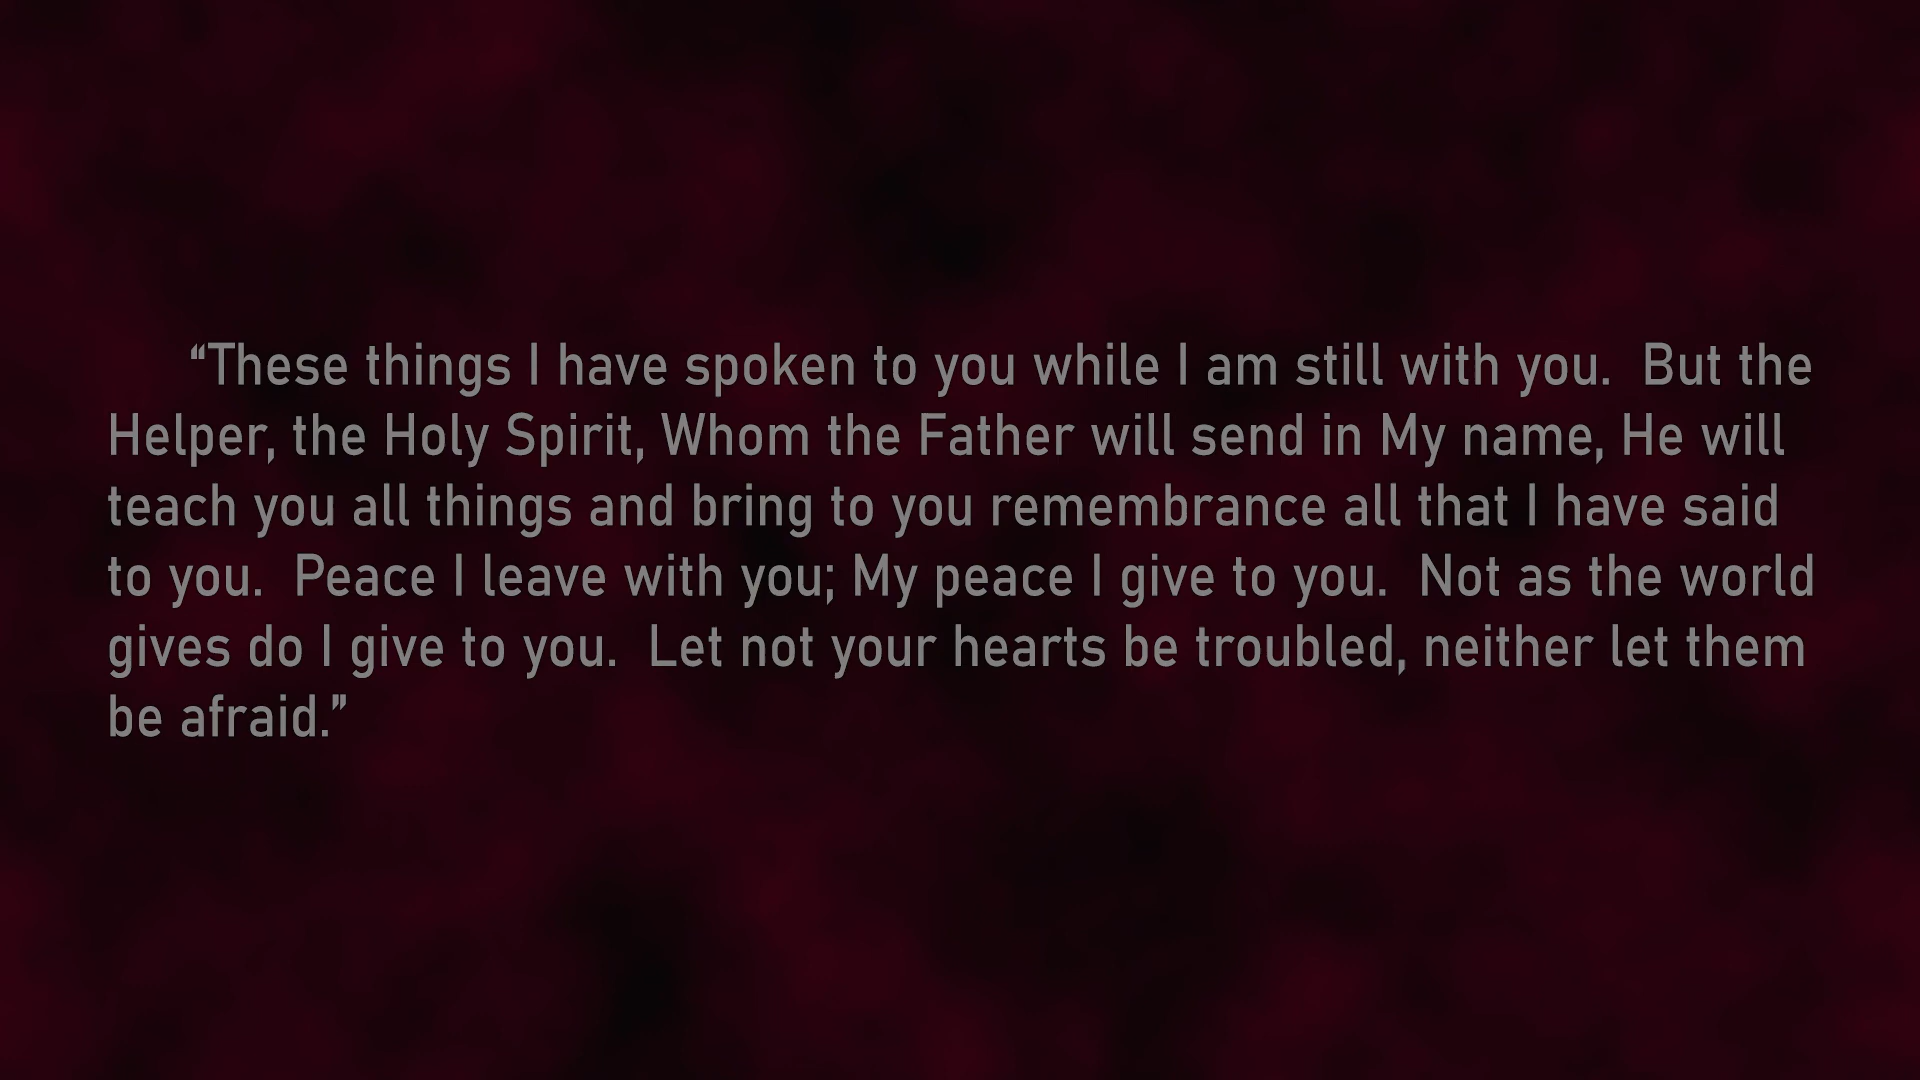 “These things I have spoken to you while I am still with you.  But the
Helper, the Holy Spirit, Whom the Father will send in My name, He will
teach you all things and bring to you remembrance all that I have said
to you.  Peace I leave with you; My peace I give to you.  Not as the world
gives do I give to you.  Let not your hearts be troubled, neither let them
be afraid.”